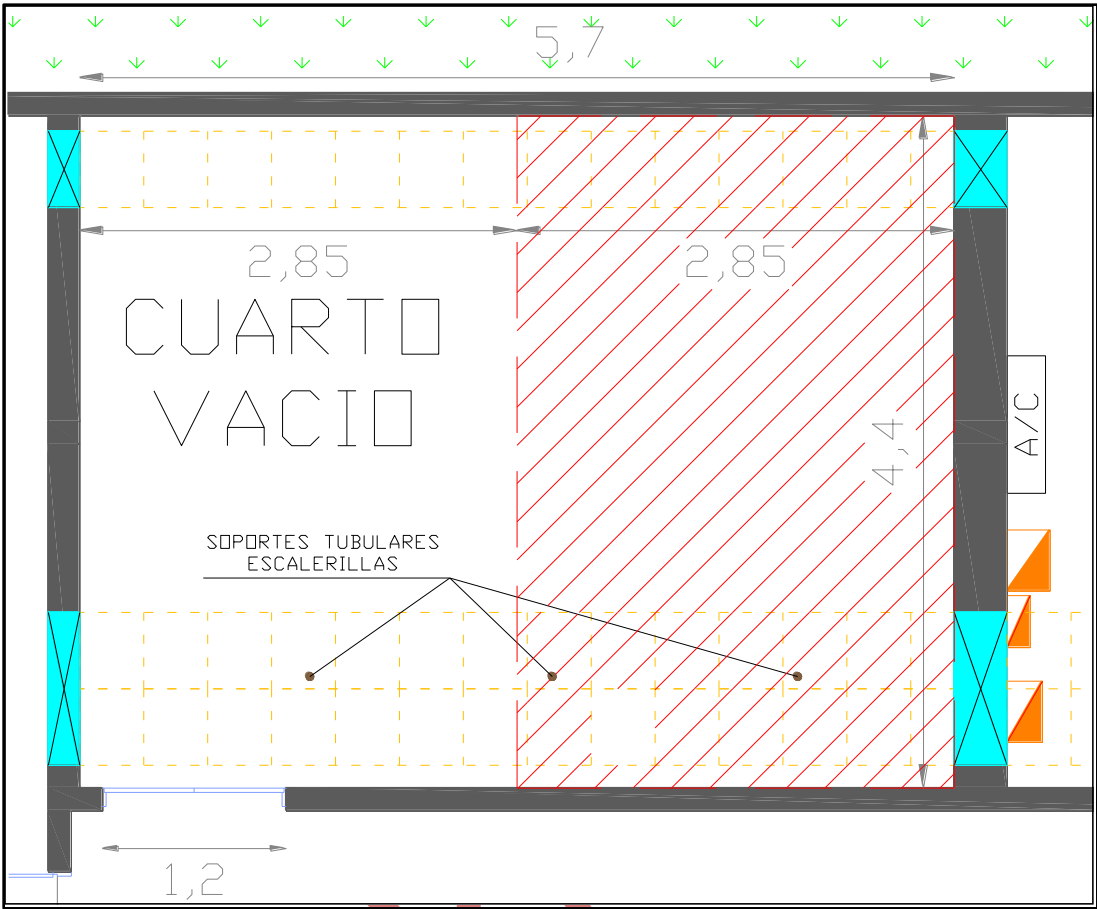 5,7
2,85
2,85
CUARTO
VACIO
A/C
4,4
SOPORTES TUBULARES
ESCALERILLAS
1,2